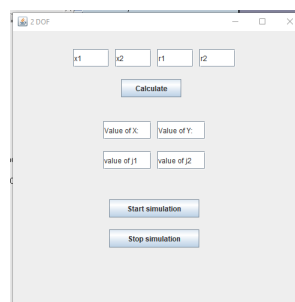 2 DOF
x1 x2 r1 r2
Calculate
Value of X: Value of Y:
value of j1 value of j2
Start simulation
Stop simulation